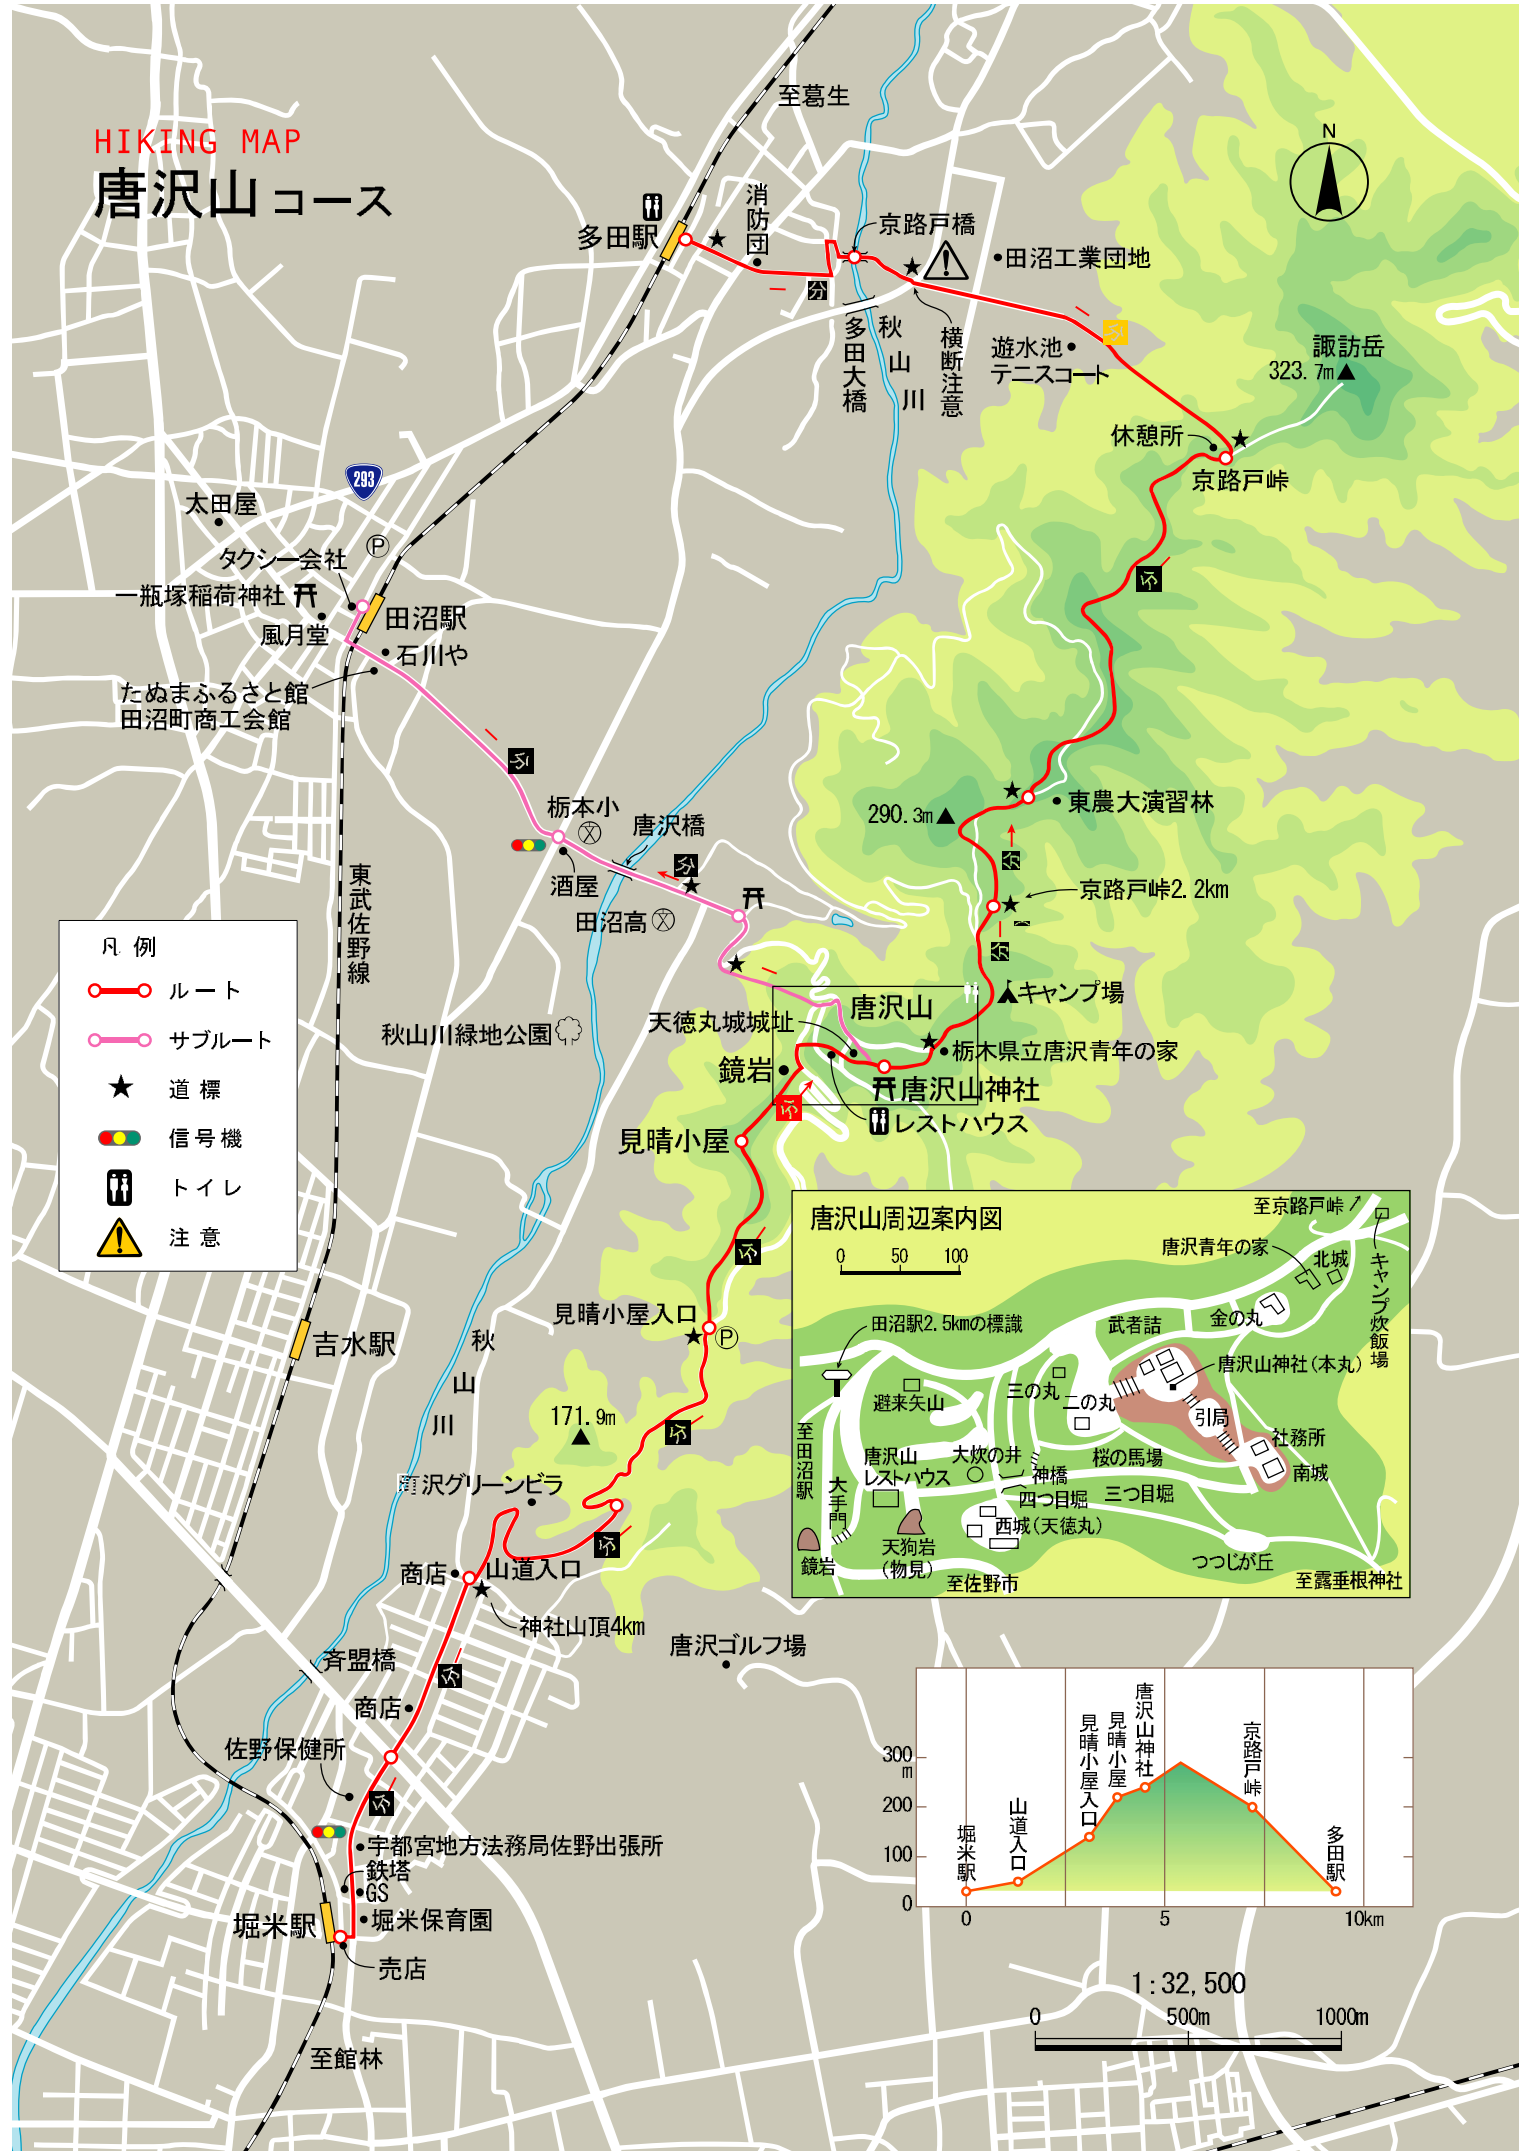 HIKING MAP
唐沢山コース
至葛生
N
多田駅
消防団
京路戸橋
田沼工業団地
分
多田大橋
秋山川
横断注意
遊水池
テニスコート
諏訪岳
323.7m
休憩所
京路戸峠
293
太田屋
P
タクシー会社
一瓶塚稲荷神社
風月堂
田沼駅
石川や
たぬまふるさと館
田沼町商工会館
分
分
栃本小
文
唐沢橋
分
酒屋
田沼高
文
290.3m
東農大演習林
分
京路戸峠2.2km
分
東武佐野線
凡例
ルート
サブルート
道標
信号機
トイレ
注意
秋山川緑地公園
天徳丸城城址
唐沢山
キャンプ場
栃木県立唐沢青年の家
鏡岩
唐沢山神社
分
レストハウス
見晴小屋
分
見晴小屋入口
P
吉水駅
秋山川
171.9m
分
唐沢グリーンビラ
分
商店
山道入口
神社山頂4km
唐沢ゴルフ場
斉盟橋
分
商店
佐野保健所
分
宇都宮地方法務局佐野出張所
鉄塔
GS
堀米駅
堀米保育園
売店
至館林
唐沢山周辺案内図
0 50 100
至京路戸峠
唐沢青年の家
北城
キャンプ炊飯場
田沼駅2.5kmの標識
武者詰
金の丸
唐沢山神社(本丸)
避来矢山
三の丸
二の丸
引局
至田沼駅
社務所
南城
唐沢山
レストハウス
大炊の井
神橋
桜の馬場
大手門
四つ目堀
三つ目堀
西城(天徳丸)
鏡岩
天狗岩
(物見)
つつじが丘
至佐野市
至露垂根神社
300
m
200
100
0
堀米駅
山道入口
見晴小屋入口
見晴小屋
唐沢山神社
京路戸峠
多田駅
0 5 10km
1:32,500
0 500m 1000m